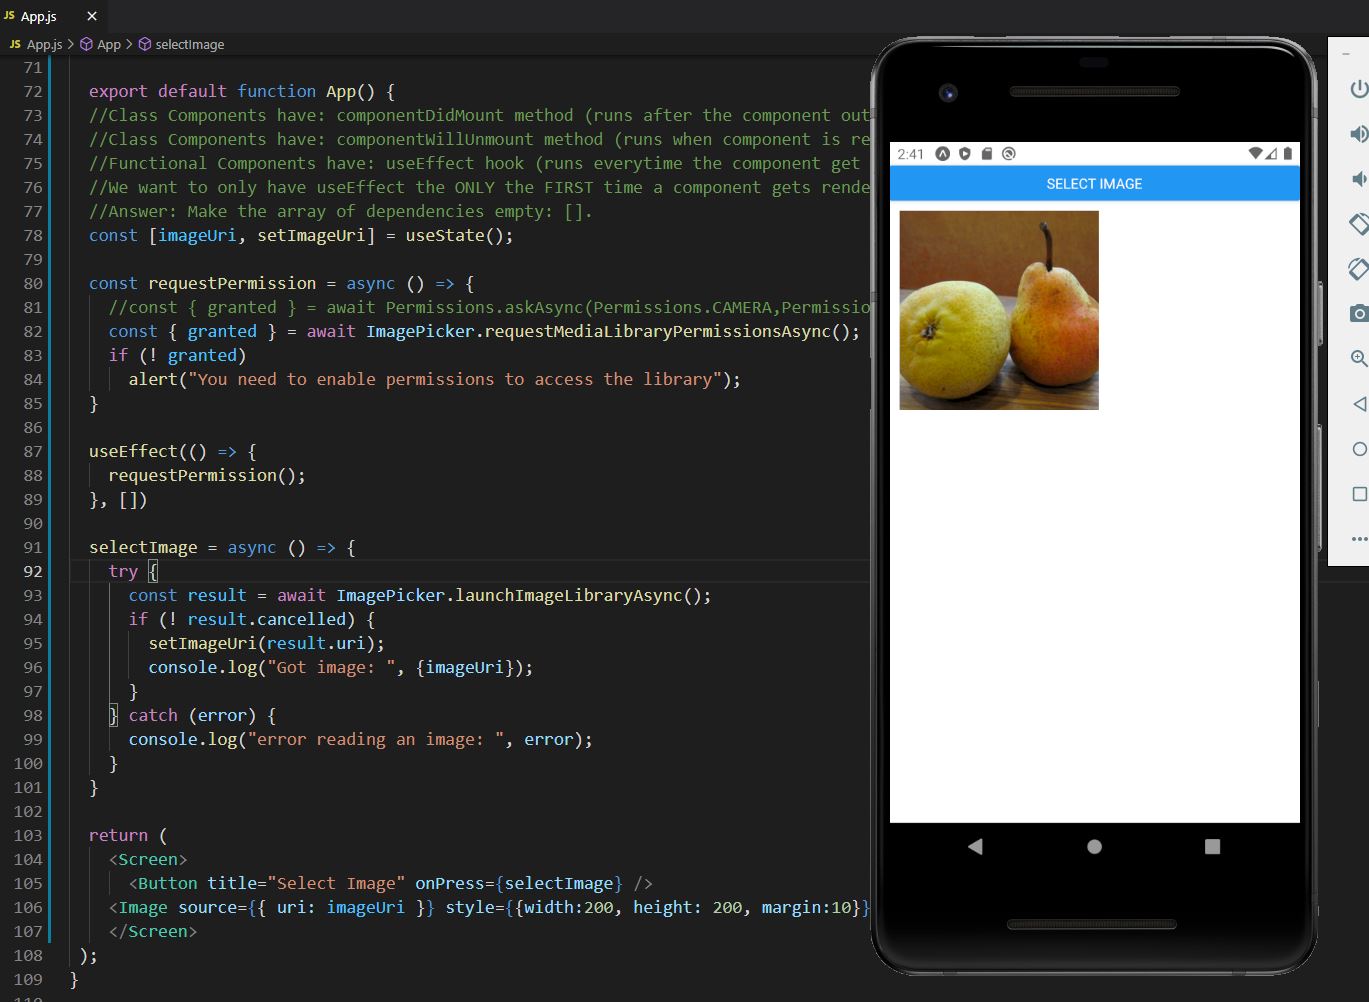 JS App.js ×
JS App.js > App > selectImage
71
72 export default function App() {
73 //Class Components have: componentDidMount method (runs after the component out
74 //Class Components have: componentWillUnmount method (runs when component is re
75 //Functional Components have: useEffect hook (runs everytime the component get
76 //We want to only have useEffect the ONLY the FIRST time a component gets rende
77 //Answer: Make the array of dependencies empty: [].
78 const [imageUri, setImageUri] = useState();
79
80 const requestPermission = async () => {
81 //const { granted } = await Permissions.askAsync(Permissions.CAMERA,Permissio
82 const { granted } = await ImagePicker.requestMediaLibraryPermissionsAsync();
83 if (! granted)
84 alert("You need to enable permissions to access the library");
85 }
86
87 useEffect(() => {
88 requestPermission();
89 }, [])
90
91 selectImage = async () => {
92 try {
93 const result = await ImagePicker.launchImageLibraryAsync();
94 if (! result.cancelled) {
95 setImageUri(result.uri);
96 console.log("Got image: ", {imageUri});
97 }
98 } catch (error) {
99 console.log("error reading an image: ", error);
100 }
101 }
102
103 return (
104 <Screen>
105 <Button title="Select Image" onPress={selectImage} />
106 <Image source={{ uri: imageUri }} style={{width:200, height: 200, margin:10}}
107 </Screen>
108 );
109 }
2:41
SELECT IMAGE